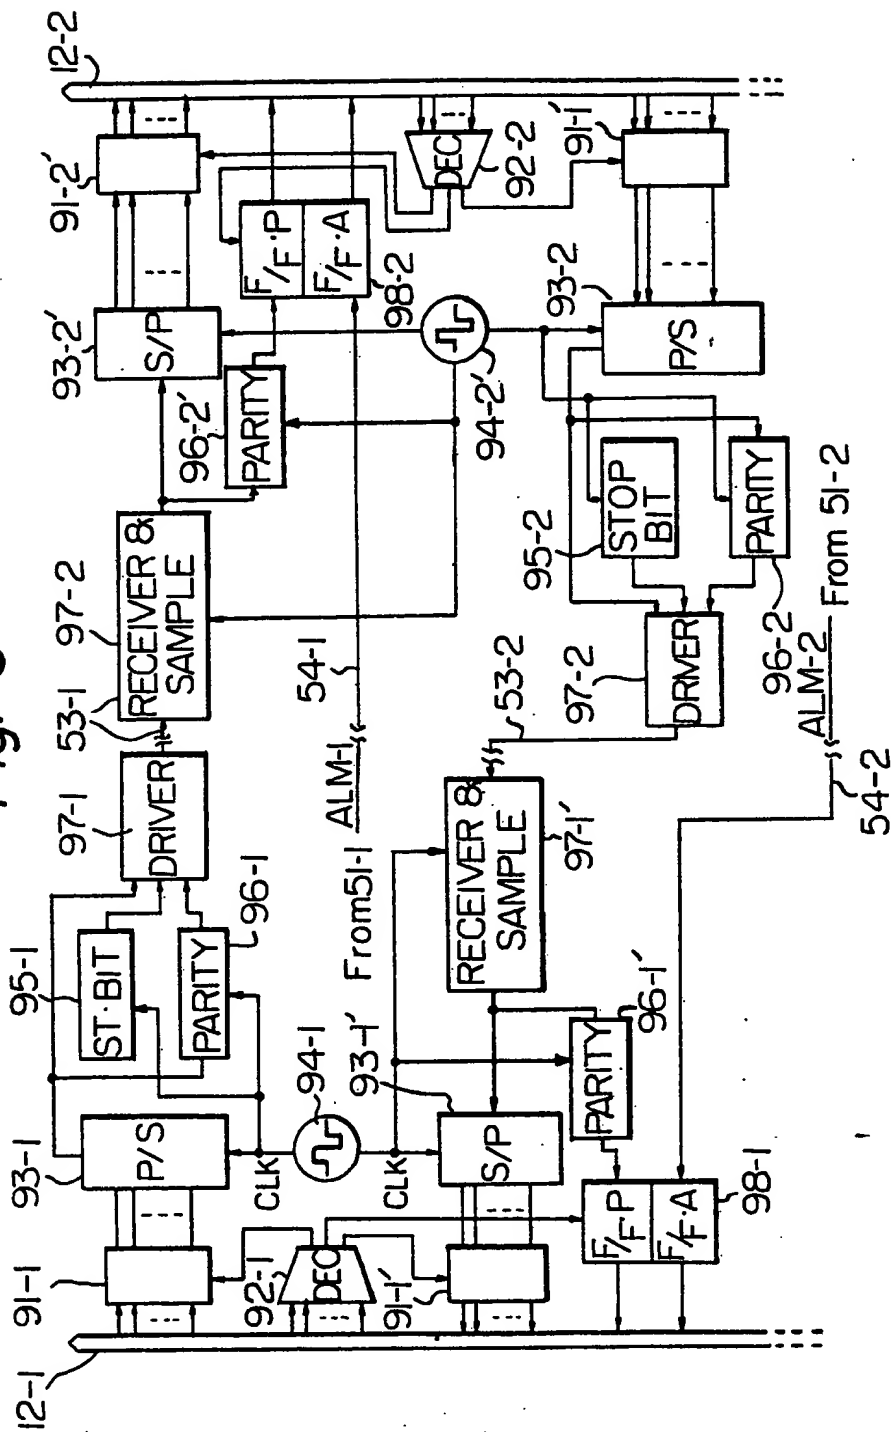 Fig.
12-1
91-1
93-1
95-1
97-1
53-1
97-2
93-2'
91-2'
12-2
P/S
ST·BIT
PARITY
96-1
DRIVER
RECEIVER &
SAMPLE
S/P
96-2'
PARITY
F/F·P
F/F·A
98-2
DEC
92-2
CLK
94-1
92-1
DEC
From 51-1 ALM-1
54-1
94-2'
CLK
93-1'
91-1'
S/P
RECEIVER &
SAMPLE
97-1'
53-2
97-2
DRIVER
95-2
STOP
BIT
PARITY
96-2
93-2
P/S
91-1'
PARITY
96-1'
F/F·P
F/F·A
98-1
54-2
ALM-2 From 51-2